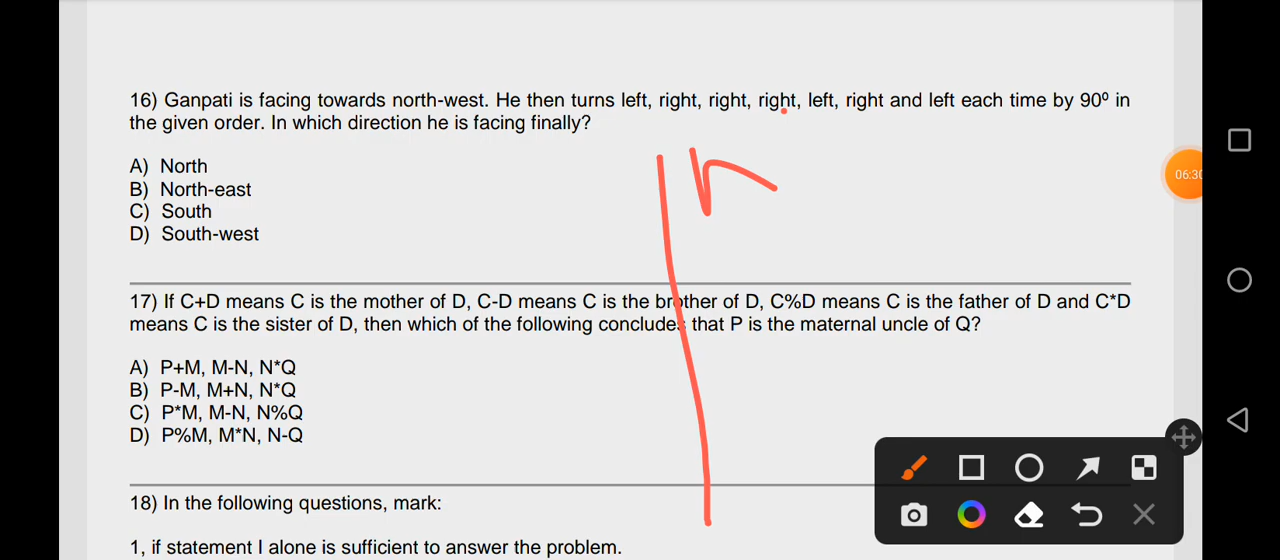 16) Ganpati is facing towards north-west. He then turns left, right, right, right, left, right and left each time by 90º in
the given order. In which direction he is facing finally?
A) North
B) North-east
C) South
D) South-west
17) If C+D means C is the mother of D, C-D means C is the brother of D, C%D means C is the father of D and C*D
means C is the sister of D, then which of the following concludes that P is the maternal uncle of Q?
A) P+M, M-N, N*Q
B) P-M, M+N, N*Q
C) P*M, M-N, N%Q
D) P%M, M*N, N-Q
18) In the following questions, mark:
1, if statement I alone is sufficient to answer the problem.
06:30